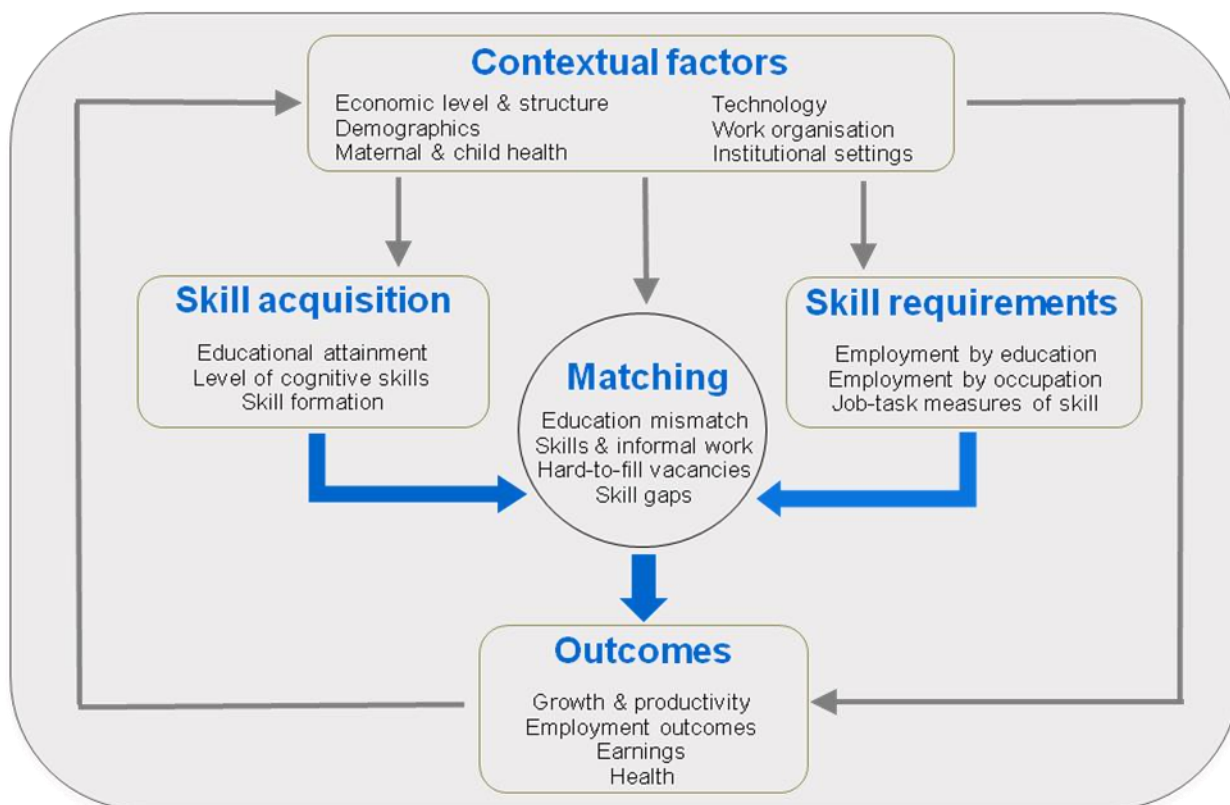 Contextual factors
Economic level & structure
Demographics
Maternal & child health
Technology
Work organisation
Institutional settings
Skill acquisition
Educational attainment
Level of cognitive skills
Skill formation
Matching
Education mismatch
Skills & informal work
Hard-to-fill vacancies
Skill gaps
Skill requirements
Employment by education
Employment by occupation
Job-task measures of skill
Outcomes
Growth & productivity
Employment outcomes
Earnings
Health